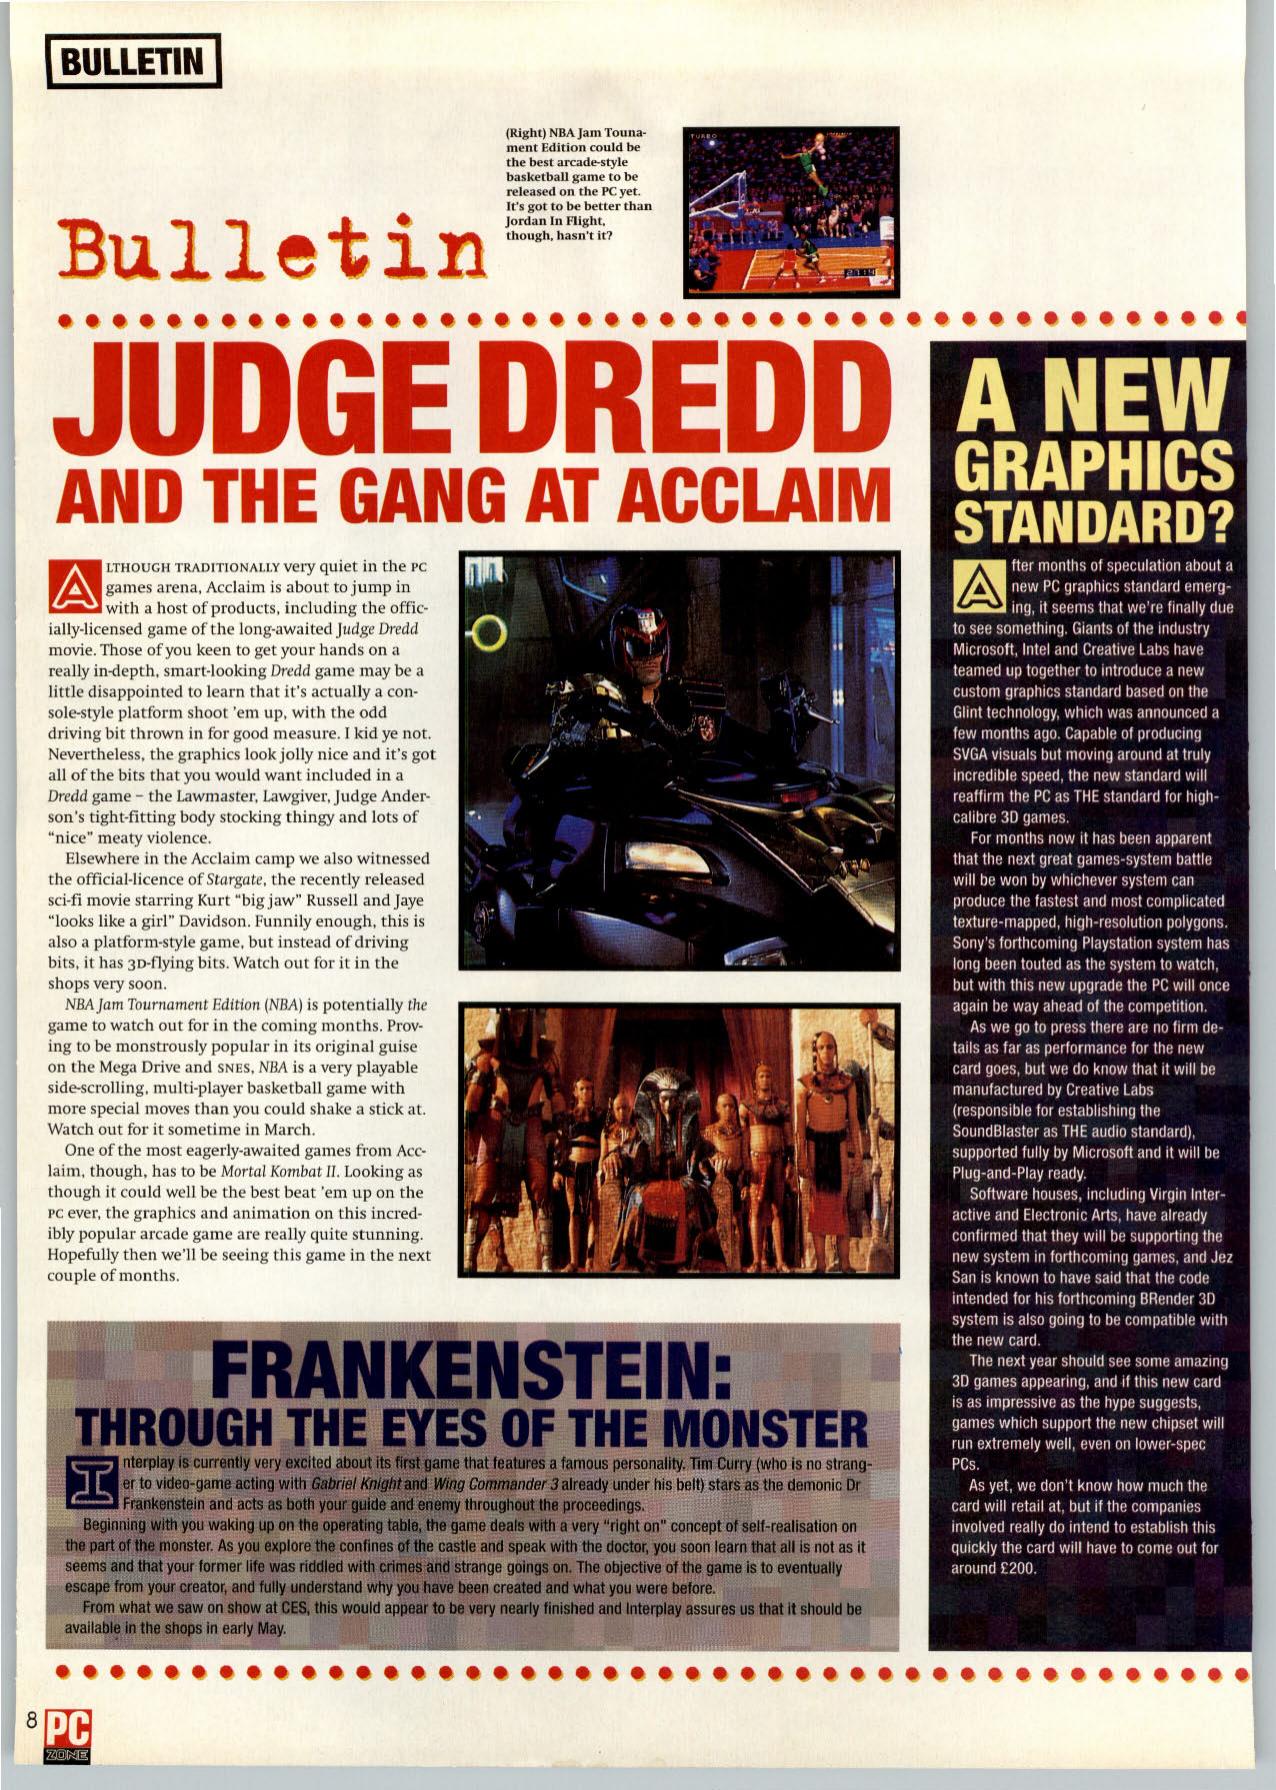 BULLETIN
(Right) NBA Jam Touna-
ment Edition could be
the best arcade-style
basketball game to be
released on the PC yet.
It's got to be better than
Jordan In Flight,
though, hasn't it?
TURBO
Bulletin
JUDGE DREDD
AND THE GANG AT ACCLAIM
ALTHOUGH TRADITIONALLY very quiet in the PC
games arena, Acclaim is about to jump in
with a host of products, including the offic-
ially-licensed game of the long-awaited Judge Dredd
movie. Those of you keen to get your hands on a
really in-depth, smart-looking Dredd game may be a
little disappointed to learn that it's actually a con-
sole-style platform shoot 'em up, with the odd
driving bit thrown in for good measure. I kid ye not.
Nevertheless, the graphics look jolly nice and it's got
all of the bits that you would want included in a
Dredd game – the Lawmaster, Lawgiver, Judge Ander-
son's tight-fitting body stocking thingy and lots of
"nice" meaty violence.
Elsewhere in the Acclaim camp we also witnessed
the official-licence of Stargate, the recently released
sci-fi movie starring Kurt "big jaw" Russell and Jaye
"looks like a girl" Davidson. Funnily enough, this is
also a platform-style game, but instead of driving
bits, it has 3D-flying bits. Watch out for it in the
shops very soon.
NBA Jam Tournament Edition (NBA) is potentially the
game to watch out for in the coming months. Prov-
ing to be monstrously popular in its original guise
on the Mega Drive and SNES, NBA is a very playable
side-scrolling, multi-player basketball game with
more special moves than you could shake a stick at.
Watch out for it sometime in March.
One of the most eagerly-awaited games from Acc-
laim, though, has to be Mortal Kombat II. Looking as
though it could well be the best beat 'em up on the
PC ever, the graphics and animation on this incred-
ibly popular arcade game are really quite stunning.
Hopefully then we'll be seeing this game in the next
couple of months.
FRANKENSTEIN:
THROUGH THE EYES OF THE MONSTER
Interplay is currently very excited about its first game that features a famous personality. Tim Curry (who is no strang-
er to video-game acting with Gabriel Knight and Wing Commander 3 already under his belt) stars as the demonic Dr
Frankenstein and acts as both your guide and enemy throughout the proceedings.
Beginning with you waking up on the operating table, the game deals with a very "right on" concept of self-realisation on
the part of the monster. As you explore the confines of the castle and speak with the doctor, you soon learn that all is not as it
seems and that your former life was riddled with crimes and strange goings on. The objective of the game is to eventually
escape from your creator, and fully understand why you have been created and what you were before.
From what we saw on show at CES, this would appear to be very nearly finished and Interplay assures us that it should be
available in the shops in early May.
A NEW
GRAPHICS
STANDARD?
After months of speculation about a
new PC graphics standard emerg-
ing, it seems that we're finally due
to see something. Giants of the industry
Microsoft, Intel and Creative Labs have
teamed up together to introduce a new
custom graphics standard based on the
Glint technology, which was announced a
few months ago. Capable of producing
SVGA visuals but moving around at truly
incredible speed, the new standard will
reaffirm the PC as THE standard for high-
calibre 3D games.
For months now it has been apparent
that the next great games-system battle
will be won by whichever system can
produce the fastest and most complicated
texture-mapped, high-resolution polygons.
Sony's forthcoming Playstation system has
long been touted as the system to watch,
but with this new upgrade the PC will once
again be way ahead of the competition.
As we go to press there are no firm de-
tails as far as performance for the new
card goes, but we do know that it will be
manufactured by Creative Labs
(responsible for establishing the
SoundBlaster as THE audio standard),
supported fully by Microsoft and it will be
Plug-and-Play ready.
Software houses, including Virgin Inter-
active and Electronic Arts, have already
confirmed that they will be supporting the
new system in forthcoming games, and Jez
San is known to have said that the code
intended for his forthcoming BRender 3D
system is also going to be compatible with
the new card.
The next year should see some amazing
3D games appearing, and if this new card
is as impressive as the hype suggests,
games which support the new chipset will
run extremely well, even on lower-spec
PCs.
As yet, we don't know how much the
card will retail at, but if the companies
involved really do intend to establish this
quickly the card will have to come out for
around £200.
8
PC
ZONE